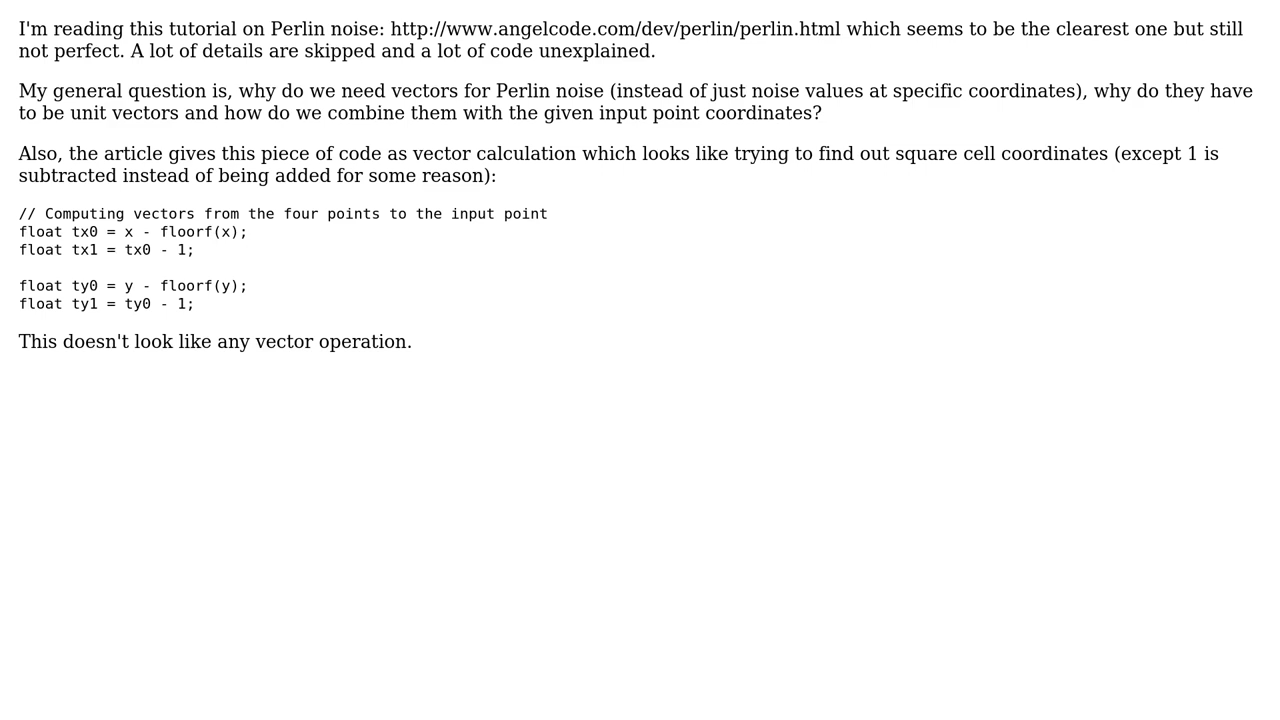 I'm reading this tutorial on Perlin noise: http://www.angelcode.com/dev/perlin/perlin.html which seems to be the clearest one but still
not perfect. A lot of details are skipped and a lot of code unexplained.
My general question is, why do we need vectors for Perlin noise (instead of just noise values at specific coordinates), why do they have
to be unit vectors and how do we combine them with the given input point coordinates?
Also, the article gives this piece of code as vector calculation which looks like trying to find out square cell coordinates (except 1 is
subtracted instead of being added for some reason):
// Computing vectors from the four points to the input point
float tx0 = x - floorf(x);
float tx1 = tx0 - 1;
float ty0 = y - floorf(y);
float ty1 = ty0 - 1;
This doesn't look like any vector operation.